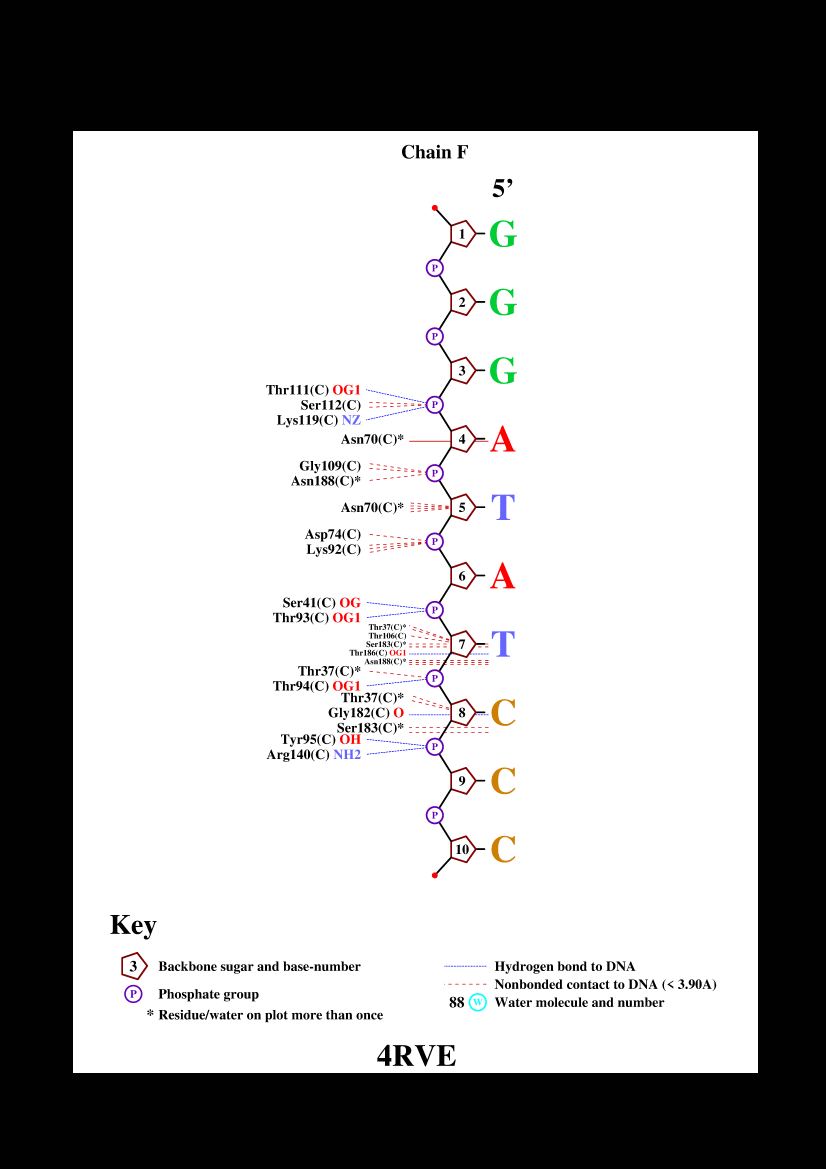 Chain F
5’
1 G
P
2 G
P
3 G
Thr111(C) OG1
Ser112(C) P
Lys119(C) NZ
Asn70(C)* 4 A
Gly109(C)
P
Asn188(C)*
Asn70(C)* 5 T
Asp74(C)
P
Lys92(C)
6 A
Ser41(C) OG
P
Thr93(C) OG1
Thr37(C)*
Thr106(C)
Ser183(C)* 7 T
Thr186(C) OG1
Asn188(C)*
Thr37(C)*
P
Thr94(C) OG1
Thr37(C)*
Gly182(C) O 8 C
Ser183(C)*
Tyr95(C) OH
P
Arg140(C) NH2
9 C
P
10 C
Key
3 Backbone sugar and base-number
P Phosphate group
* Residue/water on plot more than once
Hydrogen bond to DNA
Nonbonded contact to DNA (< 3.90A)
88 W Water molecule and number
4RVE